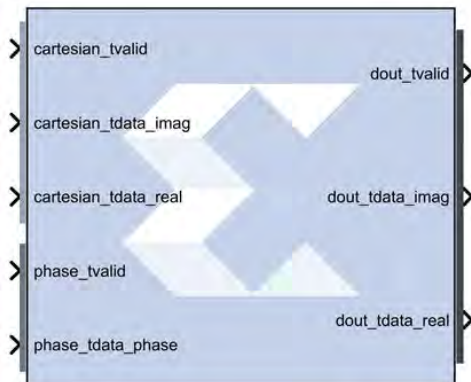 cartesian_tvalid
dout_tvalid
cartesian_tdata_imag
cartesian_tdata_real
dout_tdata_imag
phase_tvalid
dout_tdata_real
phase_tdata_phase